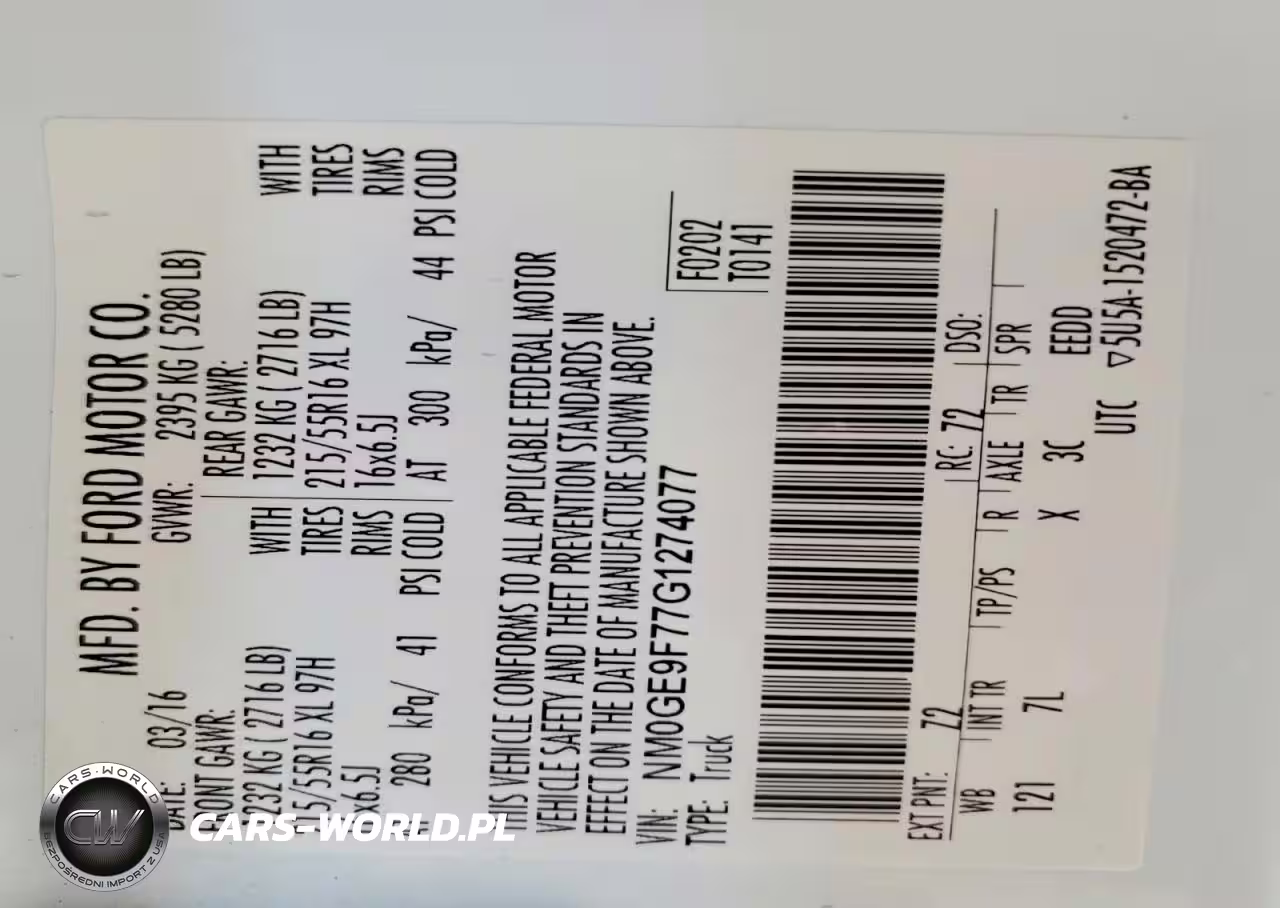 MFD. BY FORD MOTOR CO.
DATE: 03/16 GVWR: 2395 KG ( 5280 LB)
FRONT GAWR: REAR GAWR:
1232 KG ( 2716 LB) WITH 1232 KG ( 2716 LB) WITH
215/55R16 XL 97H TIRES 215/55R16 XL 97H TIRES
16x6.5J RIMS 16x6.5J RIMS
280 kPa/ 41 PSI COLD AT 300 kPa/ 44 PSI COLD
THIS VEHICLE CONFORMS TO ALL APPLICABLE FEDERAL MOTOR
VEHICLE SAFETY AND THEFT PREVENTION STANDARDS IN
EFFECT ON THE DATE OF MANUFACTURE SHOWN ABOVE.
VIN: NM0GE9F77G1274077
TYPE: Truck
F0202
T0141
EXT PNT: 72 RC: 72 DSO:
WB INT TR TP/PS R AXLE TR SPR
121 7L X 3C EEDD
UTC ▽5U5A-1520472-BA
CARS-WORLD
CW
BEZPOŚREDNI IMPORT Z USA
CARS-WORLD.PL